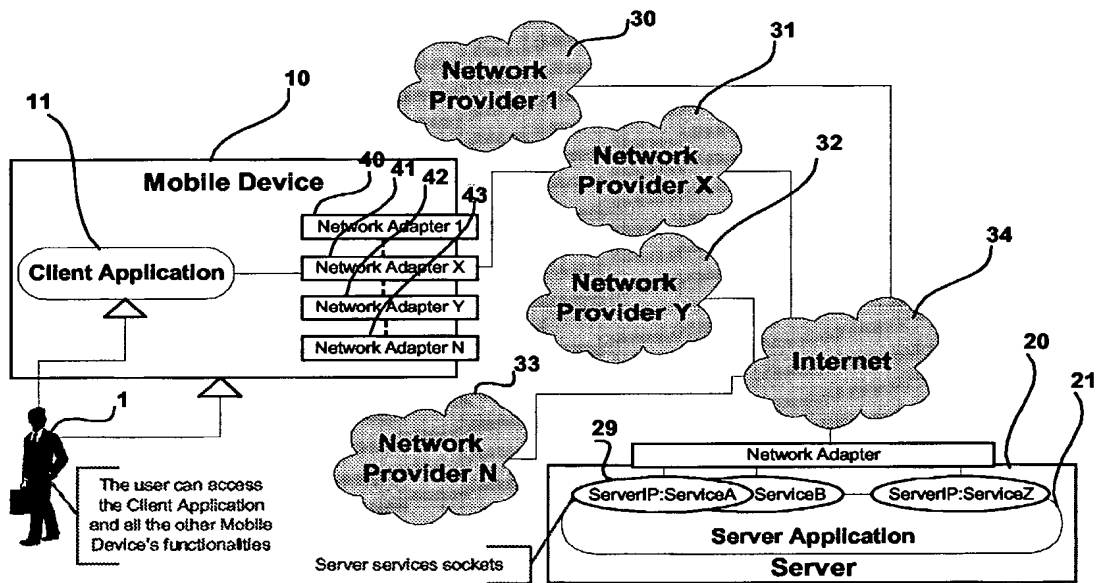 30
31
Network
Provider 1
10
11
32
Network
Provider X
40
41
Mobile Device
42
43
Network Adapter 1
34
Client Application
Network Adapter X
Network
Provider Y
Network Adapter Y
Network Adapter N
Internet
20
21
33
1
Network
Provider N
29
Network Adapter
The user can access
the Client Application
and all the other Mobile
Device's functionalities
ServerIP:ServiceA
ServiceB
ServerIP:ServiceZ
Server Application
Server services sockets
Server